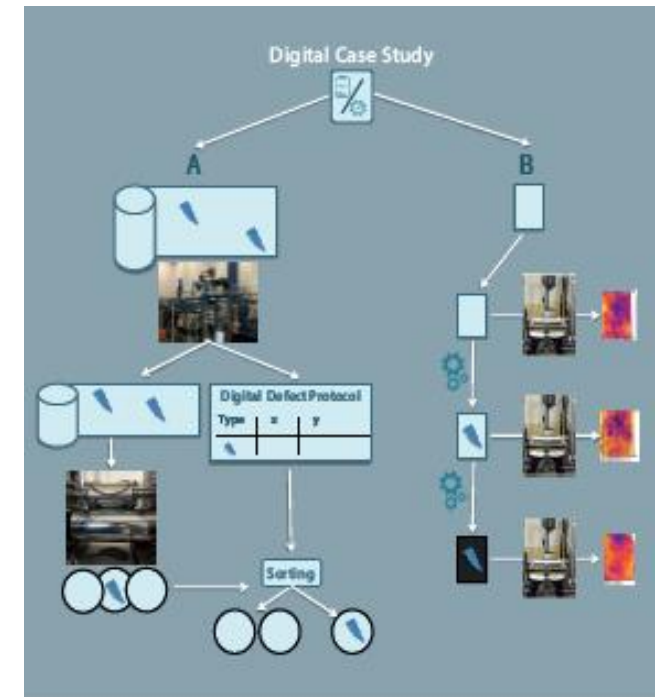 Digital Case Study
A
B
Digital Defect Protocol
Type x y
Sorting